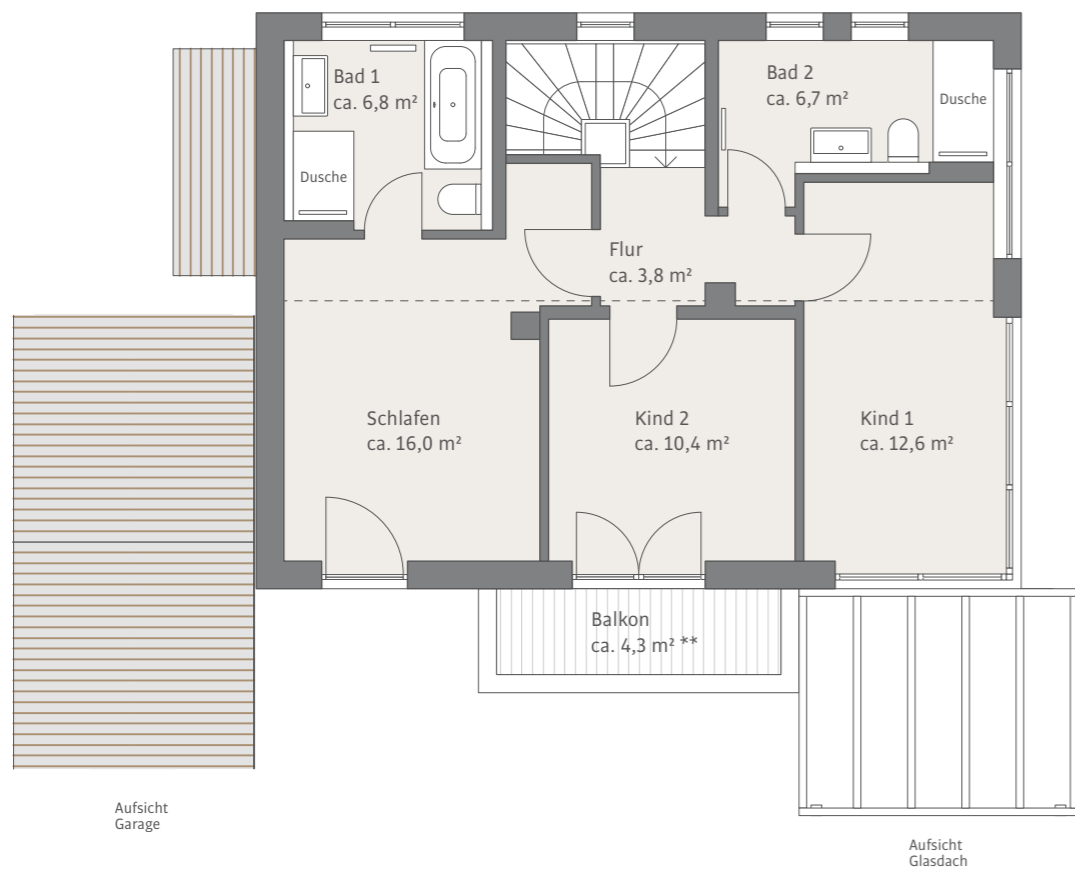 Bad 1
ca. 6,8 m²
Dusche
Bad 2
ca. 6,7 m²
Dusche
Flur
ca. 3,8 m²
Schlafen
ca. 16,0 m²
Kind 2
ca. 10,4 m²
Kind 1
ca. 12,6 m²
Balkon
ca. 4,3 m² **
Aufsicht
Garage
Aufsicht
Glasdach